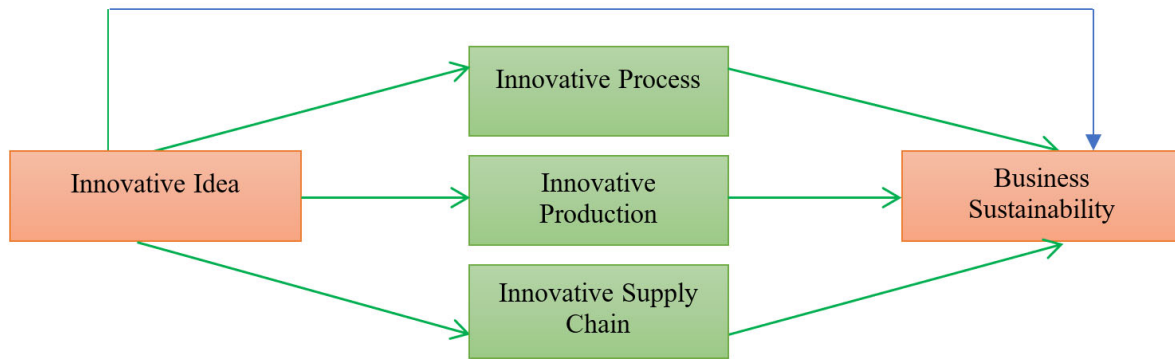 Innovative Process
Innovative Idea
Innovative
Production
Business
Sustainability
Innovative Supply
Chain